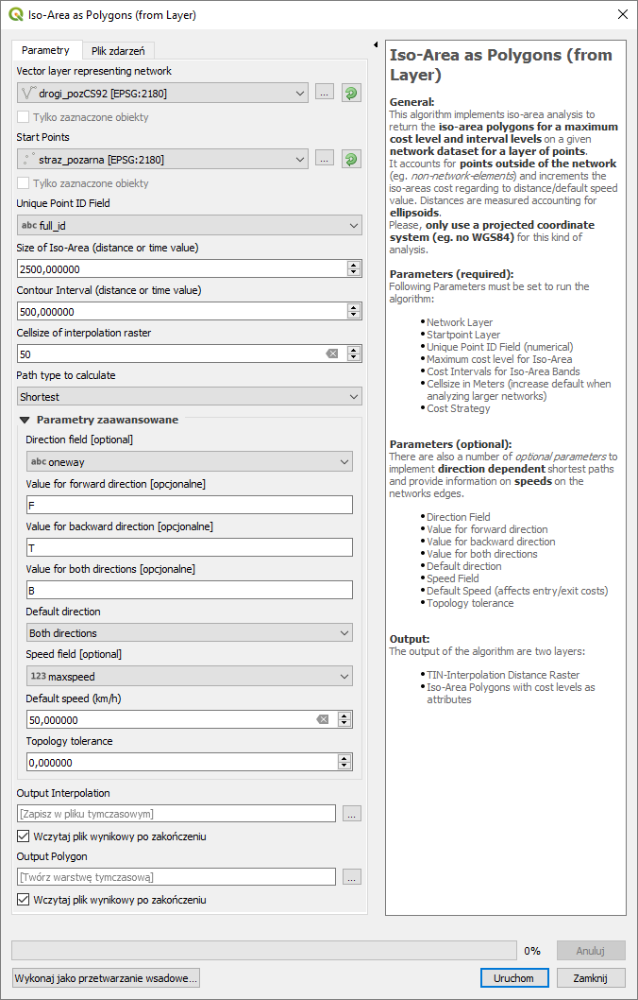 Iso-Area as Polygons (from Layer)
Parametry
Plik zdarzeń
Vector layer representing network
drogi_pozCS92 [EPSG:2180]
...
Tylko zaznaczone obiekty
Start Points
straz_pozarna [EPSG:2180]
...
Tylko zaznaczone obiekty
Unique Point ID Field
abc full_id
Size of Iso-Area (distance or time value)
2500,000000
Contour Interval (distance or time value)
500,000000
Cellsize of interpolation raster
50
Path type to calculate
Shortest
Parametry zaawansowane
Direction field [optional]
abc oneway
Value for forward direction [opcjonalne]
F
Value for backward direction [opcjonalne]
T
Value for both directions [opcjonalne]
B
Default direction
Both directions
Speed field [optional]
123 maxspeed
Default speed (km/h)
50,000000
Topology tolerance
0,000000
Output Interpolation
[Zapisz w pliku tymczasowym]
...
Wczytaj plik wynikowy po zakończeniu
Output Polygon
[Twórz warstwę tymczasową]
...
Wczytaj plik wynikowy po zakończeniu
Iso-Area as Polygons (from
Layer)
General:
This algorithm implements iso-area analysis to
return the iso-area polygons for a maximum
cost level and interval levels on a given
network dataset for a layer of points.
It accounts for points outside of the network
(eg. non-network-elements) and increments the
iso-areas cost regarding to distance/default speed
value. Distances are measured accounting for
ellipsoids.
Please, only use a projected coordinate
system (eg. no WGS84) for this kind of
analysis.
Parameters (required):
Following Parameters must be set to run the
algorithm:
• Network Layer
• Startpoint Layer
• Unique Point ID Field (numerical)
• Maximum cost level for Iso-Area
• Cost Intervals for Iso-Area Bands
• Cellsize in Meters (increase default when
analyzing larger networks)
• Cost Strategy
Parameters (optional):
There are also a number of optional parameters to
implement direction dependent shortest paths
and provide information on speeds on the
networks edges.
• Direction Field
• Value for forward direction
• Value for backward direction
• Value for both directions
• Default direction
• Speed Field
• Default Speed (affects entry/exit costs)
• Topology tolerance
Output:
The output of the algorithm are two layers:
• TIN-Interpolation Distance Raster
• Iso-Area Polygons with cost levels as
attributes
0%
Anuluj
Wykonaj jako przetwarzanie wsadowe...
Uruchom
Zamknij